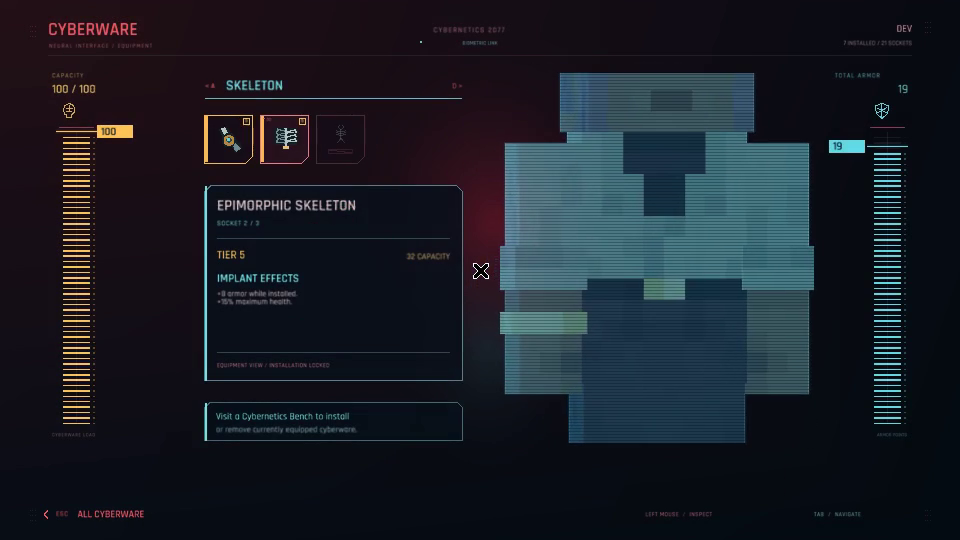 CYBERWARE
NEURAL INTERFACE / EQUIPMENT
CYBERNETICS 2077
BIOMETRIC LINK
DEV
7 INSTALLED / 21 SOCKETS
CAPACITY
100 / 100
100
CYBERWARE LOAD
< A SKELETON D >
EPIMORPHIC SKELETON
SOCKET 2 / 3
TIER 5
32 CAPACITY
IMPLANT EFFECTS
+8 armor while installed.
+15% maximum health.
EQUIPMENT VIEW / INSTALLATION LOCKED
Visit a Cybernetics Bench to install
or remove currently equipped cyberware.
TOTAL ARMOR
19
19
ARMOR POINTS
ESC ALL CYBERWARE
LEFT MOUSE / INSPECT
TAB / NAVIGATE